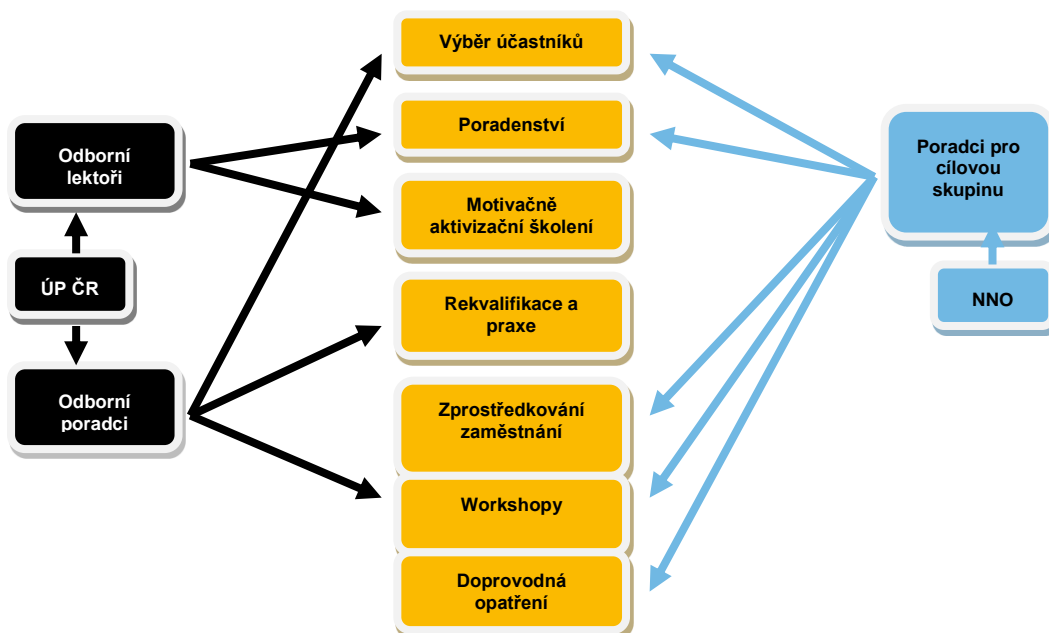 Výběr účastníků
Poradenství
Odborní
lektoři
Poradci pro
cílovou
skupinu
Motivačně
aktivizační školení
ÚP ČR
NNO
Rekvalifikace a
praxe
Odborní
poradci
Zprostředkování
zaměstnání
Workshopy
Doprovodná
opatření